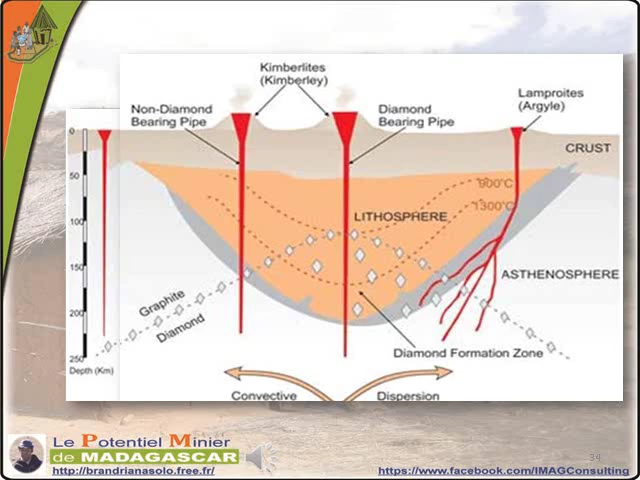 Kimberlites
(Kimberley)
Non-Diamond
Bearing Pipe
Diamond
Bearing Pipe
Lamproites
(Argyle)
0
CRUST
50
900°C
1300°C
LITHOSPHERE
100
150
ASTHENOSPHERE
Graphite
Diamond
200
250
Diamond Formation Zone
Depth (Km)
Convective
Dispersion
Le Potentiel Minier
de MADAGASCAR
http://brandrianasolo.free.fr/
34
https://www.facebook.com/IMAGConsulting